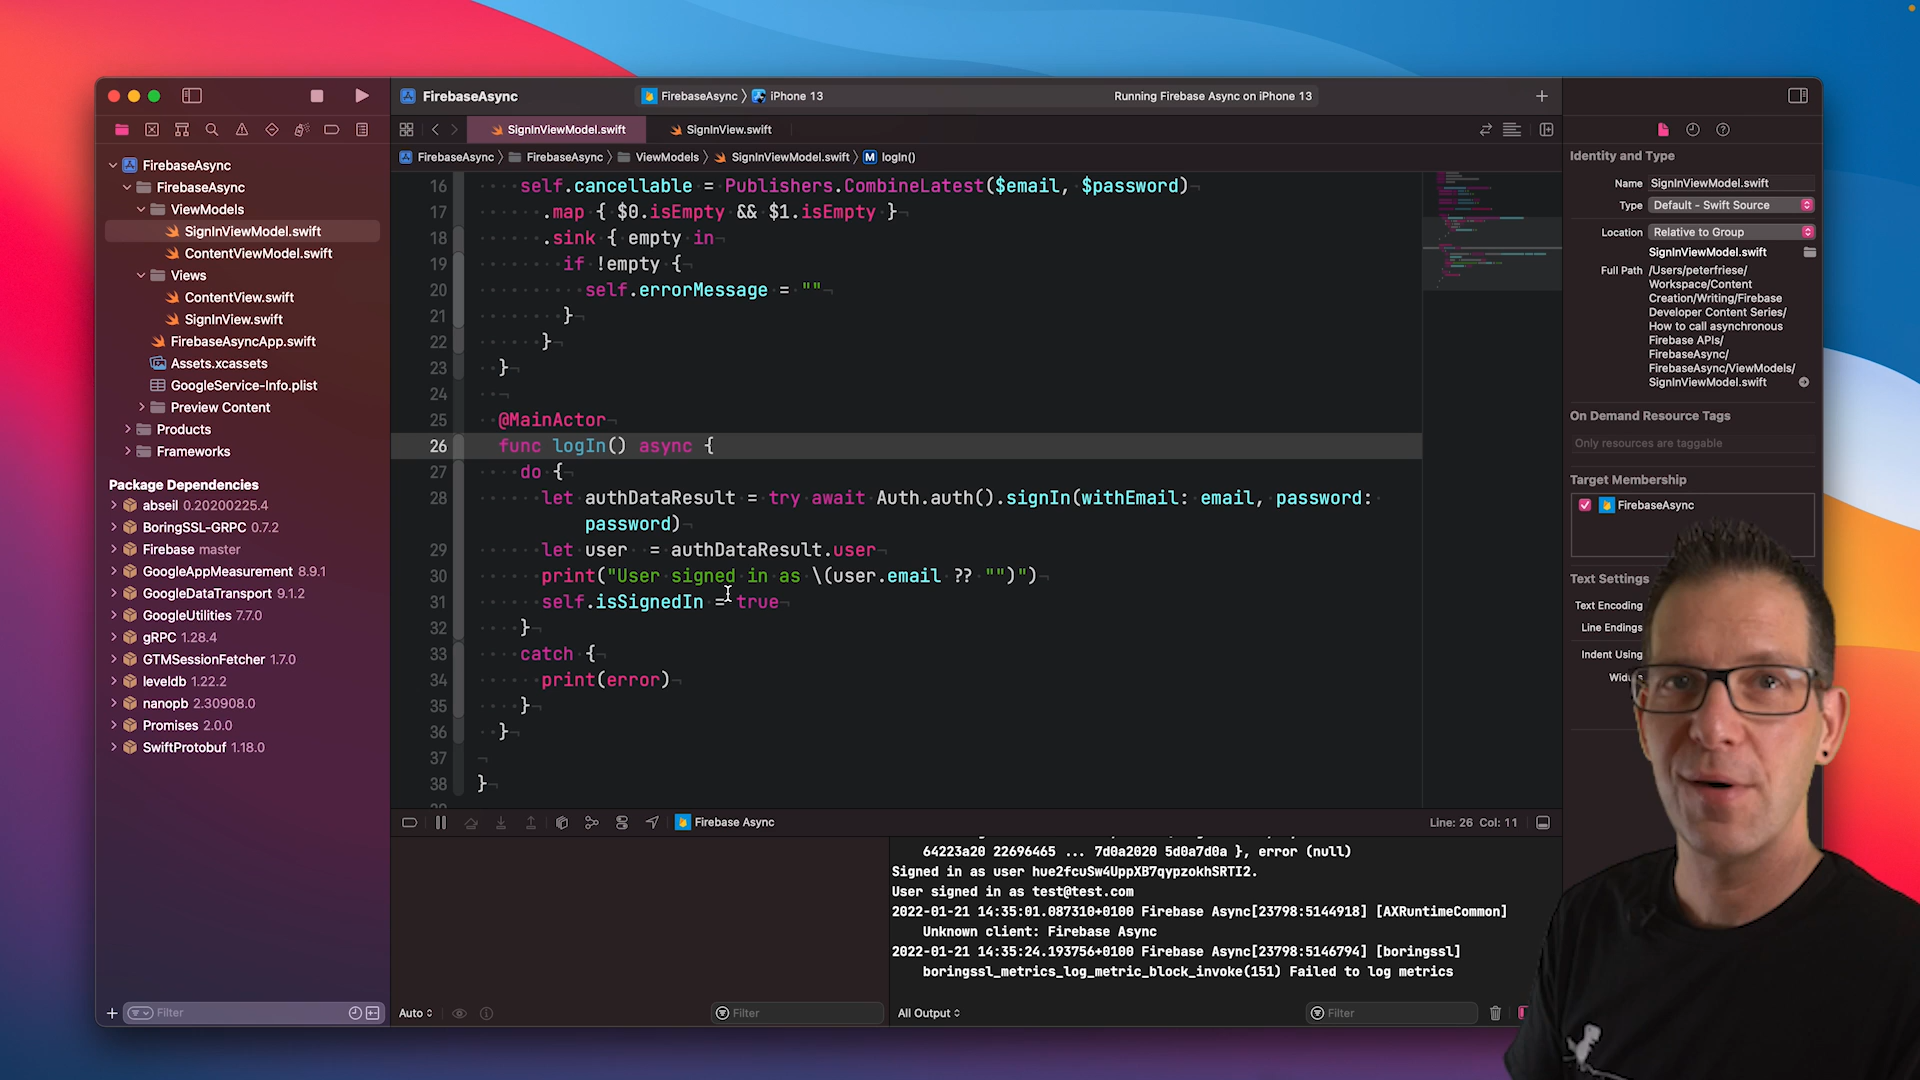 FirebaseAsync
FirebaseAsync
iPhone 13
Running Firebase Async on iPhone 13
SignInViewModel.swift
SignInView.swift
FirebaseAsync
FirebaseAsync
ViewModels
SignInViewModel.swift
M
logIn()
FirebaseAsync
FirebaseAsync
ViewModels
SignInViewModel.swift
ContentViewModel.swift
Views
ContentView.swift
SignInView.swift
FirebaseAsyncApp.swift
Assets.xcassets
GoogleService-Info.plist
Preview Content
Products
Frameworks
Package Dependencies
abseil 0.20200225.4
BoringSSL-GRPC 0.7.2
Firebase master
GoogleAppMeasurement 8.9.1
GoogleDataTransport 9.1.2
GoogleUtilities 7.7.0
gRPC 1.28.4
GTMSessionFetcher 1.7.0
leveldb 1.22.2
nanopb 2.30908.0
Promises 2.0.0
SwiftProtobuf 1.18.0
Filter
16 self.cancellable = Publishers.CombineLatest($email, $password)
17 .map { $0.isEmpty && $1.isEmpty }
18 .sink { empty in
19 if !empty {
20 self.errorMessage = ""
21 }
22 }
23 }
24
25 @MainActor
26 func logIn() async {
27 do {
28 let authDataResult = try await Auth.auth().signIn(withEmail: email, password:
password)
29 let user = authDataResult.user
30 print("User signed in as \(user.email ?? "")")
31 self.isSignedIn = true
32 }
33 catch {
34 print(error)
35 }
36 }
37
38 }
Firebase Async
Line: 26 Col: 11
64223a20 22696465 ... 7d0a2020 5d0a7d0a }, error (null)
Signed in as user hue2fcuSw4UppXB7qypzokhSRTI2.
User signed in as test@test.com
2022-01-21 14:35:01.087310+0100 Firebase Async[23798:5144918] [AXRuntimeCommon]
Unknown client: Firebase Async
2022-01-21 14:35:24.193756+0100 Firebase Async[23798:5146794] [boringssl]
boringssl_metrics_log_metric_block_invoke(151) Failed to log metrics
Auto
Filter
All Output
Filter
Identity and Type
Name SignInViewModel.swift
Type Default - Swift Source
Location Relative to Group
SignInViewModel.swift
Full Path /Users/peterfriese/
Workspace/Content
Creation/Writing/Firebase
Developer Content Series/
How to call asynchronous
Firebase APIs/
FirebaseAsync/
FirebaseAsync/ViewModels/
SignInViewModel.swift
On Demand Resource Tags
Only resources are taggable
Target Membership
FirebaseAsync
Text Settings
Text Encoding
Line Endings
Indent Using